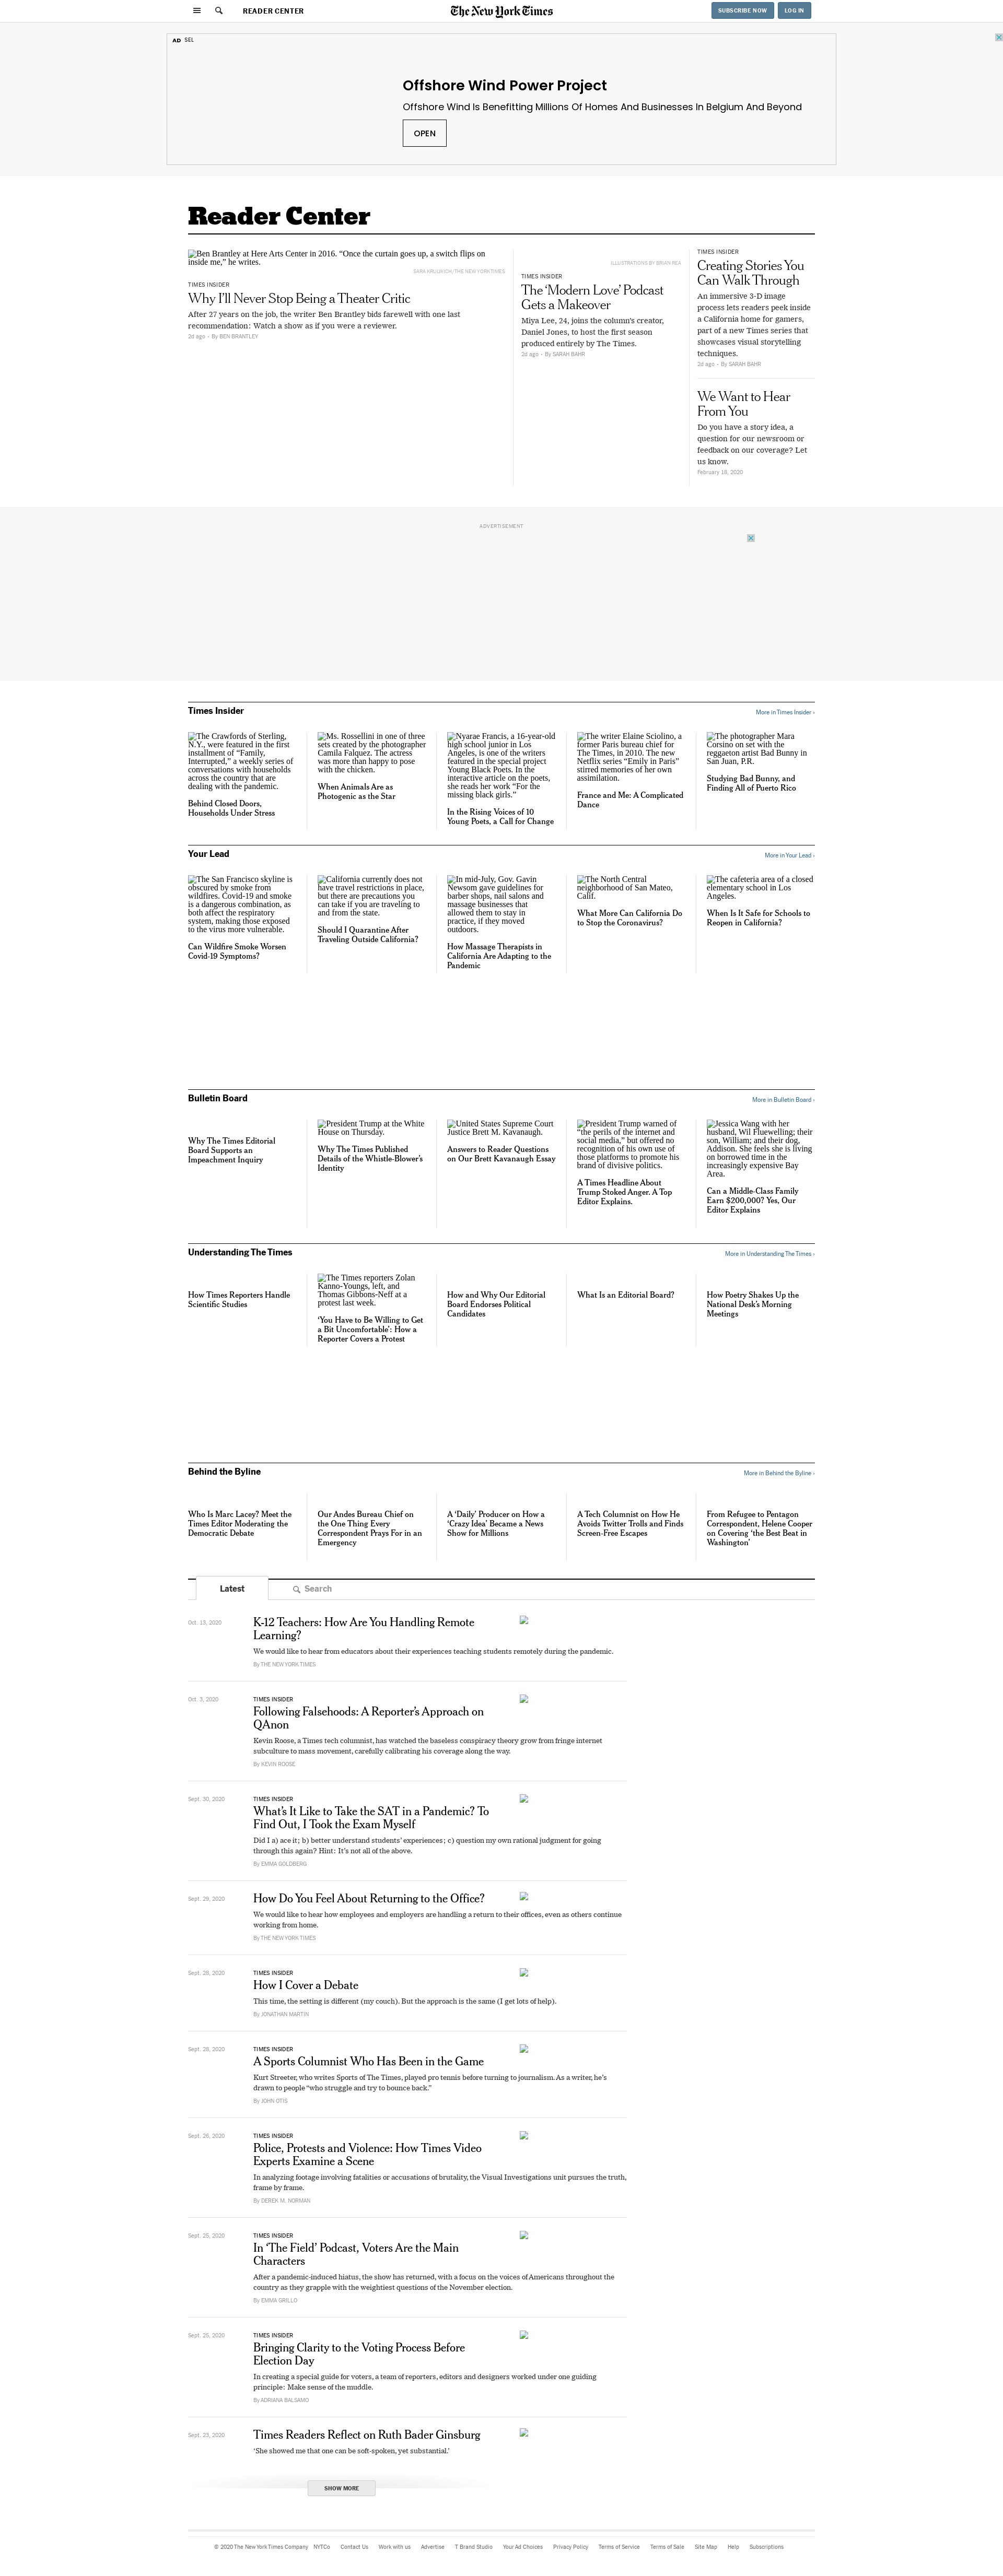 READER CENTER
The New York Times
SUBSCRIBE NOW
LOG IN
AD SEL
Offshore Wind Power Project
Offshore Wind Is Benefitting Millions Of Homes And Businesses In Belgium And Beyond
OPEN
Reader Center
Ben Brantley at Here Arts Center in 2016. “Once the curtain goes up, a switch flips on
inside me,” he writes.
SARA KRULWICH/THE NEW YORK TIMES
TIMES INSIDER
Why I’ll Never Stop Being a Theater Critic
After 27 years on the job, the writer Ben Brantley bids farewell with one last
recommendation: Watch a show as if you were a reviewer.
2d ago · By BEN BRANTLEY
ILLUSTRATIONS BY BRIAN REA
TIMES INSIDER
The ‘Modern Love’ Podcast
Gets a Makeover
Miya Lee, 24, joins the column’s creator,
Daniel Jones, to host the first season
produced entirely by The Times.
2d ago · By SARAH BAHR
TIMES INSIDER
Creating Stories You
Can Walk Through
An immersive 3-D image
process lets readers peek inside
a California home for gamers,
part of a new Times series that
showcases visual storytelling
techniques.
2d ago · By SARAH BAHR
We Want to Hear
From You
Do you have a story idea, a
question for our newsroom or
feedback on our coverage? Let
us know.
February 18, 2020
ADVERTISEMENT
Times Insider
More in Times Insider ›
The Crawfords of Sterling,
N.Y., were featured in the first
installment of “Family,
Interrupted,” a weekly series of
conversations with households
across the country that are
dealing with the pandemic.
Behind Closed Doors,
Households Under Stress
Ms. Rossellini in one of three
sets created by the photographer
Camila Falquez. The actress
was more than happy to pose
with the chicken.
When Animals Are as
Photogenic as the Star
Nyarae Francis, a 16-year-old
high school junior in Los
Angeles, is one of the writers
featured in the special project
Young Black Poets. In the
interactive article on the poets,
she reads her work “For the
missing black girls.”
In the Rising Voices of 10
Young Poets, a Call for Change
The writer Elaine Sciolino, a
former Paris bureau chief for
The Times, in 2010. The new
Netflix series “Emily in Paris”
stirred memories of her own
assimilation.
France and Me: A Complicated
Dance
The photographer Mara
Corsino on set with the
reggaeton artist Bad Bunny in
San Juan, P.R.
Studying Bad Bunny, and
Finding All of Puerto Rico
Your Lead
More in Your Lead ›
The San Francisco skyline is
obscured by smoke from
wildfires. Covid-19 and smoke
is a dangerous combination, as
both affect the respiratory
system, making those exposed
to the virus more vulnerable.
Can Wildfire Smoke Worsen
Covid-19 Symptoms?
California currently does not
have travel restrictions in place,
but there are precautions you
can take if you are traveling to
and from the state.
Should I Quarantine After
Traveling Outside California?
In mid-July, Gov. Gavin
Newsom gave guidelines for
barber shops, nail salons and
massage businesses that
allowed them to stay in
practice, if they moved
outdoors.
How Massage Therapists in
California Are Adapting to the
Pandemic
The North Central
neighborhood of San Mateo,
Calif.
What More Can California Do
to Stop the Coronavirus?
The cafeteria area of a closed
elementary school in Los
Angeles.
When Is It Safe for Schools to
Reopen in California?
Bulletin Board
More in Bulletin Board ›
Why The Times Editorial
Board Supports an
Impeachment Inquiry
President Trump at the White
House on Thursday.
Why The Times Published
Details of the Whistle-Blower’s
Identity
United States Supreme Court
Justice Brett M. Kavanaugh.
Answers to Reader Questions
on Our Brett Kavanaugh Essay
President Trump warned of
“the perils of the internet and
social media,” but offered no
recognition of his own use of
those platforms to promote his
brand of divisive politics.
A Times Headline About
Trump Stoked Anger. A Top
Editor Explains.
Jessica Wang with her
husband, Wil Fluewelling; their
son, William; and their dog,
Addison. She feels she is living
on borrowed time in the
increasingly expensive Bay
Area.
Can a Middle-Class Family
Earn $200,000? Yes, Our
Editor Explains
Understanding The Times
More in Understanding The Times ›
How Times Reporters Handle
Scientific Studies
The Times reporters Zolan
Kanno-Youngs, left, and
Thomas Gibbons-Neff at a
protest last week.
‘You Have to Be Willing to Get
a Bit Uncomfortable’: How a
Reporter Covers a Protest
How and Why Our Editorial
Board Endorses Political
Candidates
What Is an Editorial Board?
How Poetry Shakes Up the
National Desk’s Morning
Meetings
Behind the Byline
More in Behind the Byline ›
Who Is Marc Lacey? Meet the
Times Editor Moderating the
Democratic Debate
Our Andes Bureau Chief on
the One Thing Every
Correspondent Prays For in an
Emergency
A ‘Daily’ Producer on How a
‘Crazy Idea’ Became a News
Show for Millions
A Tech Columnist on How He
Avoids Twitter Trolls and Finds
Screen-Free Escapes
From Refugee to Pentagon
Correspondent, Helene Cooper
on Covering ‘the Best Beat in
Washington’
Latest
Search
Oct. 13, 2020
K-12 Teachers: How Are You Handling Remote
Learning?
We would like to hear from educators about their experiences teaching students remotely during the pandemic.
By THE NEW YORK TIMES
Oct. 3, 2020
TIMES INSIDER
Following Falsehoods: A Reporter’s Approach on
QAnon
Kevin Roose, a Times tech columnist, has watched the baseless conspiracy theory grow from fringe internet
subculture to mass movement, carefully calibrating his coverage along the way.
By KEVIN ROOSE
Sept. 30, 2020
TIMES INSIDER
What’s It Like to Take the SAT in a Pandemic? To
Find Out, I Took the Exam Myself
Did I a) ace it; b) better understand students’ experiences; c) question my own rational judgment for going
through this again? Hint: It’s not all of the above.
By EMMA GOLDBERG
Sept. 29, 2020
How Do You Feel About Returning to the Office?
We would like to hear how employees and employers are handling a return to their offices, even as others continue
working from home.
By THE NEW YORK TIMES
Sept. 28, 2020
TIMES INSIDER
How I Cover a Debate
This time, the setting is different (my couch). But the approach is the same (I get lots of help).
By JONATHAN MARTIN
Sept. 28, 2020
TIMES INSIDER
A Sports Columnist Who Has Been in the Game
Kurt Streeter, who writes Sports of The Times, played pro tennis before turning to journalism. As a writer, he’s
drawn to people “who struggle and try to bounce back.”
By JOHN OTIS
Sept. 26, 2020
TIMES INSIDER
Police, Protests and Violence: How Times Video
Experts Examine a Scene
In analyzing footage involving fatalities or accusations of brutality, the Visual Investigations unit pursues the truth,
frame by frame.
By DEREK M. NORMAN
Sept. 25, 2020
TIMES INSIDER
In ‘The Field’ Podcast, Voters Are the Main
Characters
After a pandemic-induced hiatus, the show has returned, with a focus on the voices of Americans throughout the
country as they grapple with the weightiest questions of the November election.
By EMMA GRILLO
Sept. 25, 2020
TIMES INSIDER
Bringing Clarity to the Voting Process Before
Election Day
In creating a special guide for voters, a team of reporters, editors and designers worked under one guiding
principle: Make sense of the muddle.
By ADRIANA BALSAMO
Sept. 23, 2020
Times Readers Reflect on Ruth Bader Ginsburg
‘She showed me that one can be soft-spoken, yet substantial.’
SHOW MORE
© 2020 The New York Times Company NYTCo Contact Us Work with us Advertise T Brand Studio Your Ad Choices Privacy Policy Terms of Service Terms of Sale Site Map Help Subscriptions